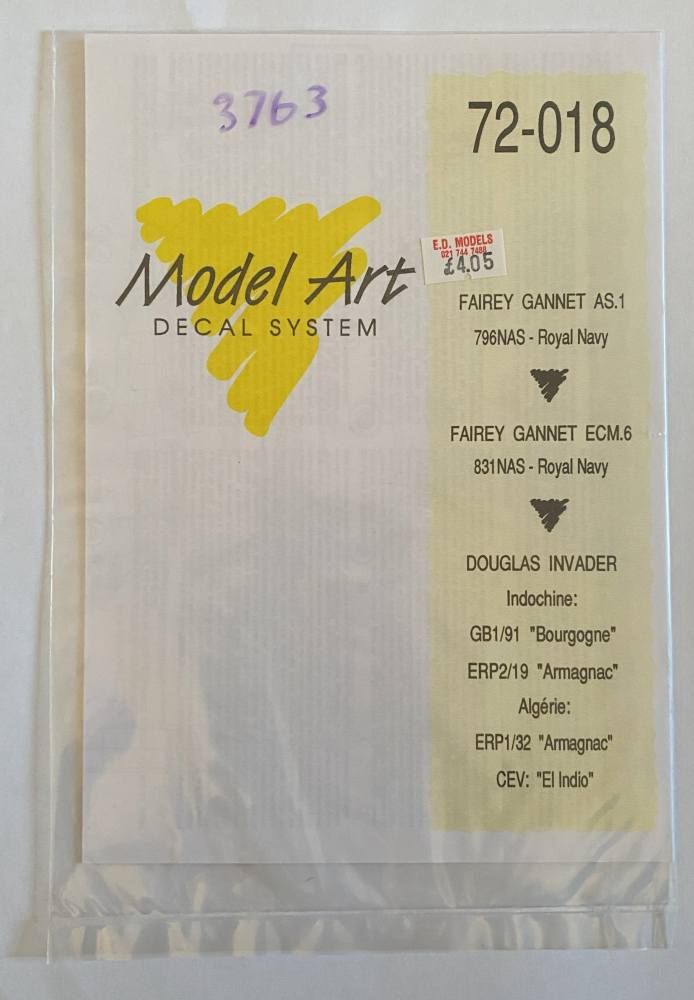 3763
72-018
Model Art
DECAL SYSTEM
E.D. MODELS
021 744 7488
£4.05
FAIREY GANNET AS.1
796NAS - Royal Navy
FAIREY GANNET ECM.6
831NAS - Royal Navy
DOUGLAS INVADER
Indochine:
GB1/91 "Bourgogne"
ERP2/19 "Armagnac"
Algérie:
ERP1/32 "Armagnac"
CEV: "El Indio"